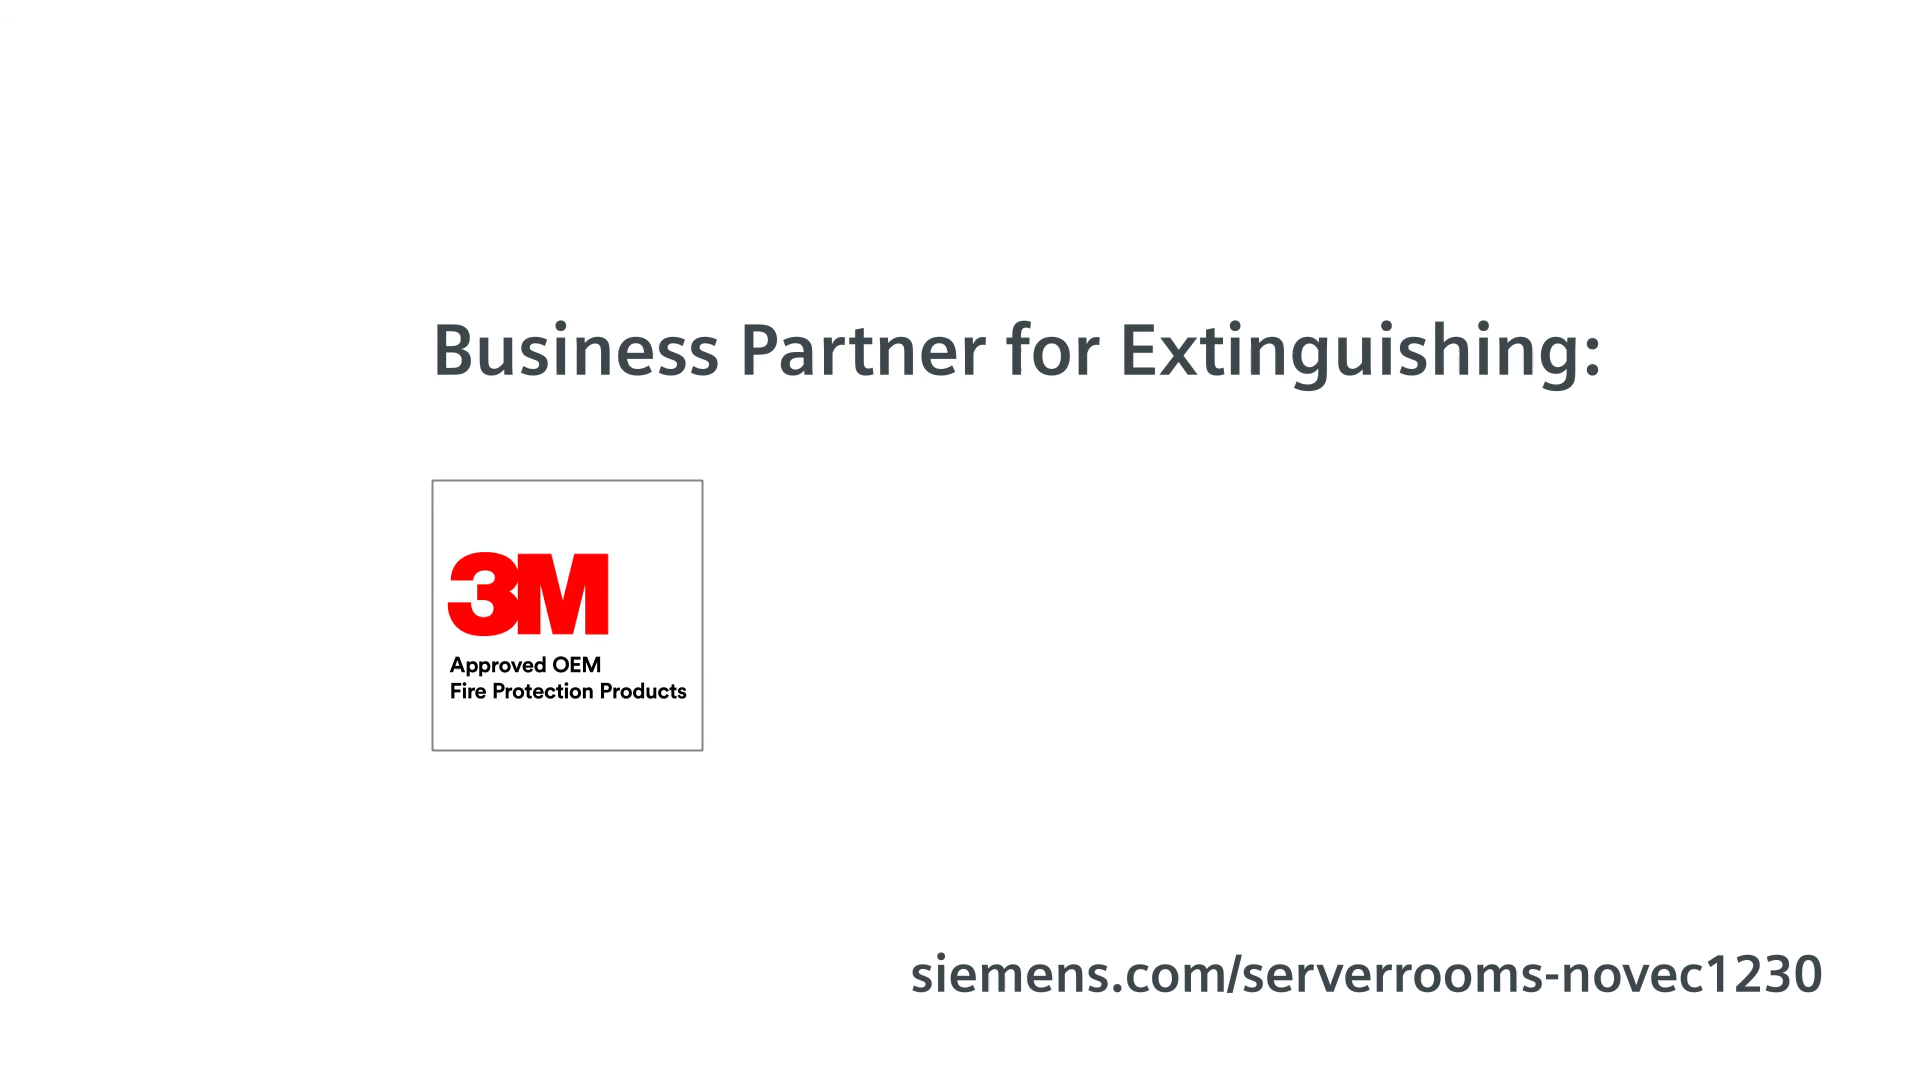 Business Partner for Extinguishing:
3M
Approved OEM
Fire Protection Products
siemens.com/serverrooms-novec1230